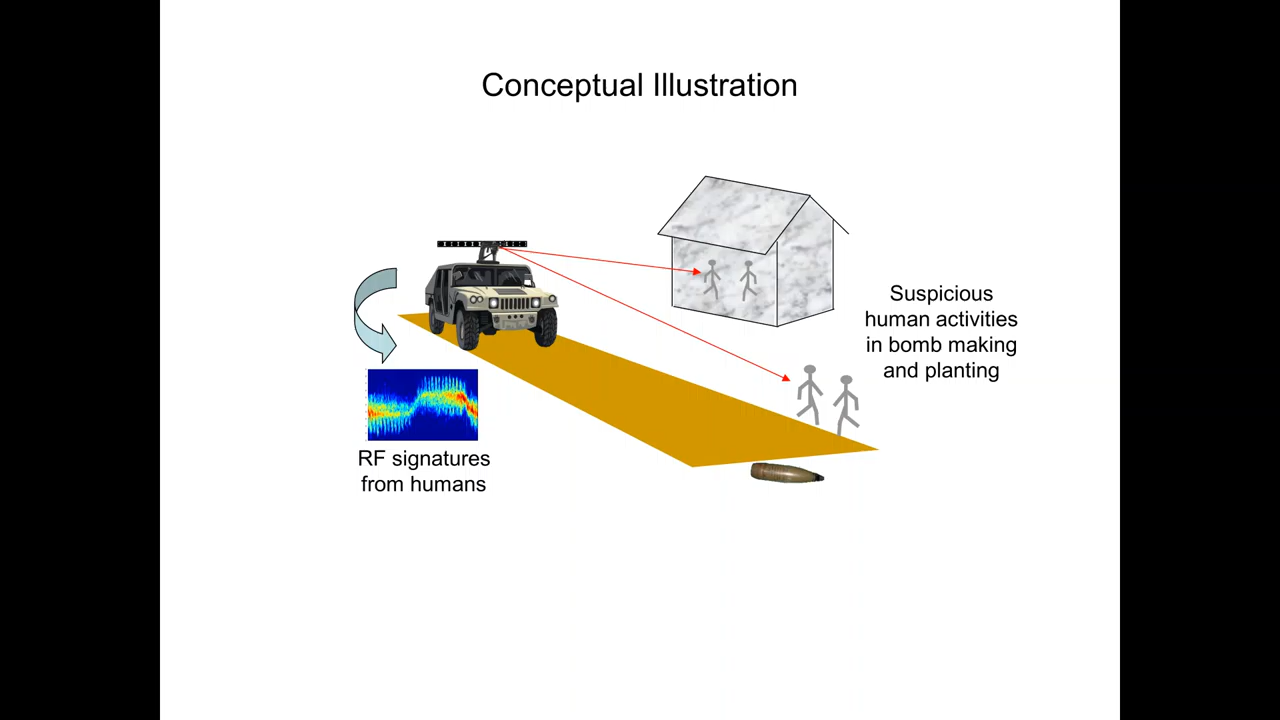 Conceptual Illustration
Suspicious
human activities
in bomb making
and planting
RF signatures
from humans